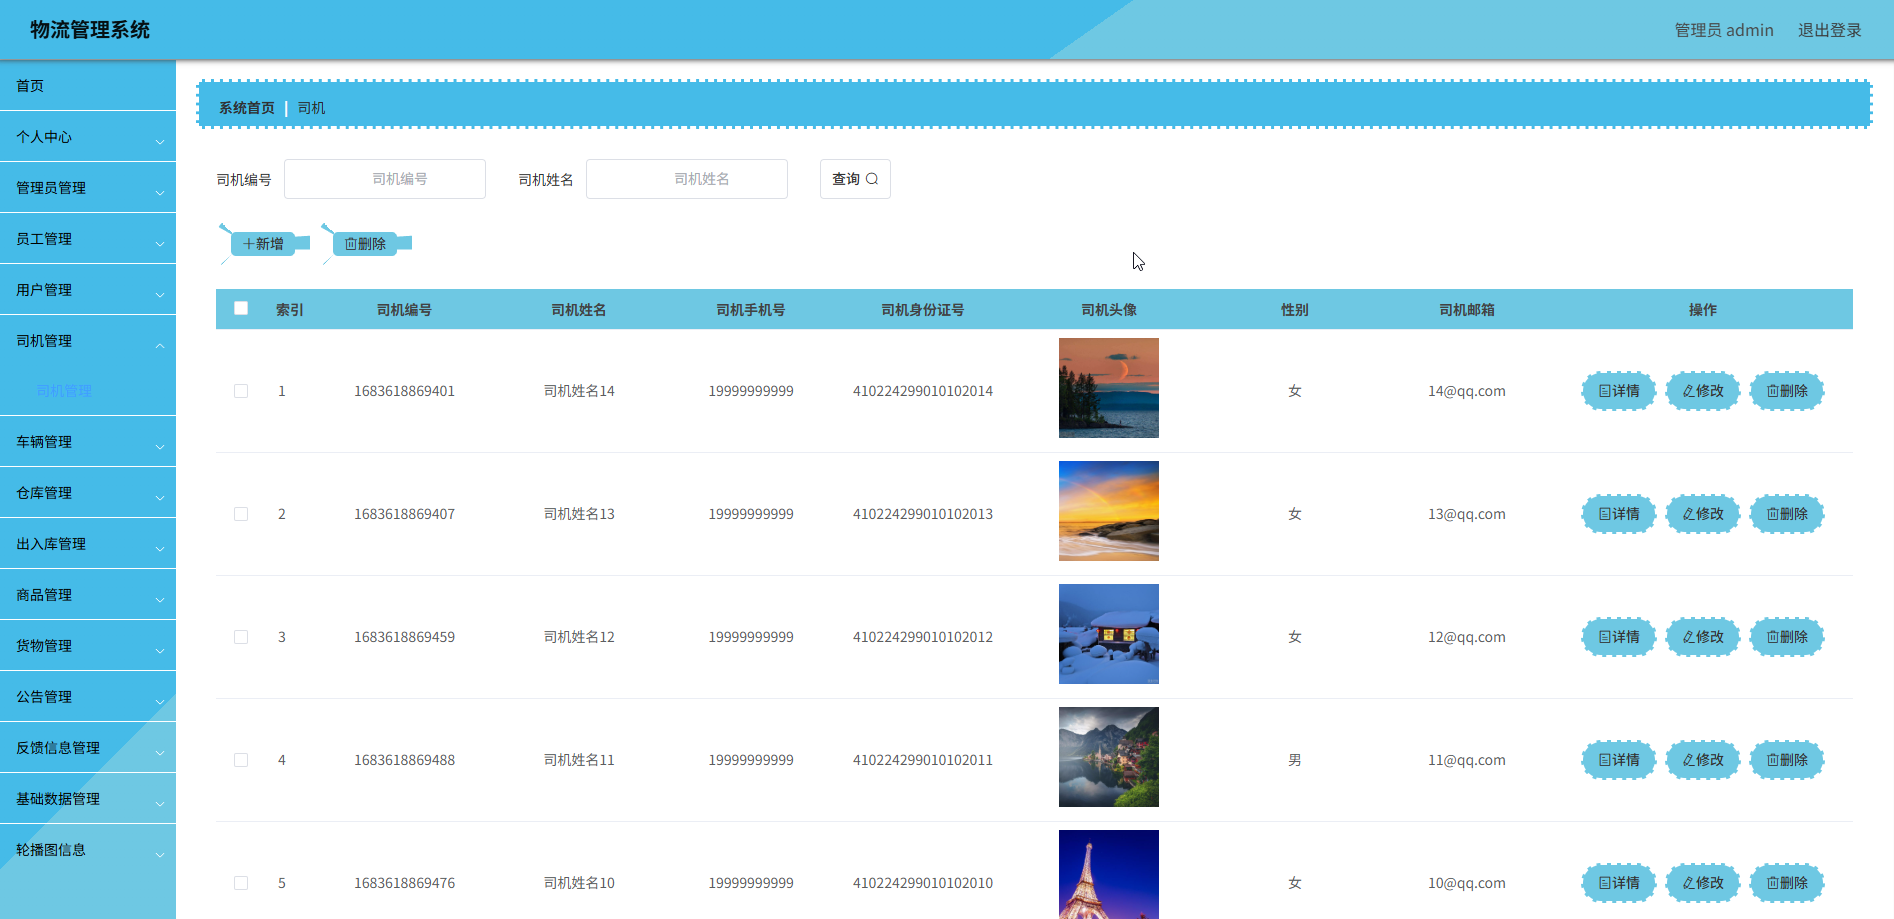 物流管理系统
管理员 admin 退出登录
首页
个人中心
管理员管理
员工管理
用户管理
司机管理
司机管理
车辆管理
仓库管理
出入库管理
商品管理
货物管理
公告管理
反馈信息管理
基础数据管理
轮播图信息
系统首页 | 司机
司机编号 司机编号 司机姓名 司机姓名 查询
新增 删除
索引 司机编号 司机姓名 司机手机号 司机身份证号 司机头像 性别 司机邮箱 操作
1 1683618869401 司机姓名14 19999999999 410224299010102014 女 14@qq.com 详情 修改 删除
2 1683618869407 司机姓名13 19999999999 410224299010102013 女 13@qq.com 详情 修改 删除
3 1683618869459 司机姓名12 19999999999 410224299010102012 女 12@qq.com 详情 修改 删除
4 1683618869488 司机姓名11 19999999999 410224299010102011 男 11@qq.com 详情 修改 删除
5 1683618869476 司机姓名10 19999999999 410224299010102010 女 10@qq.com 详情 修改 删除